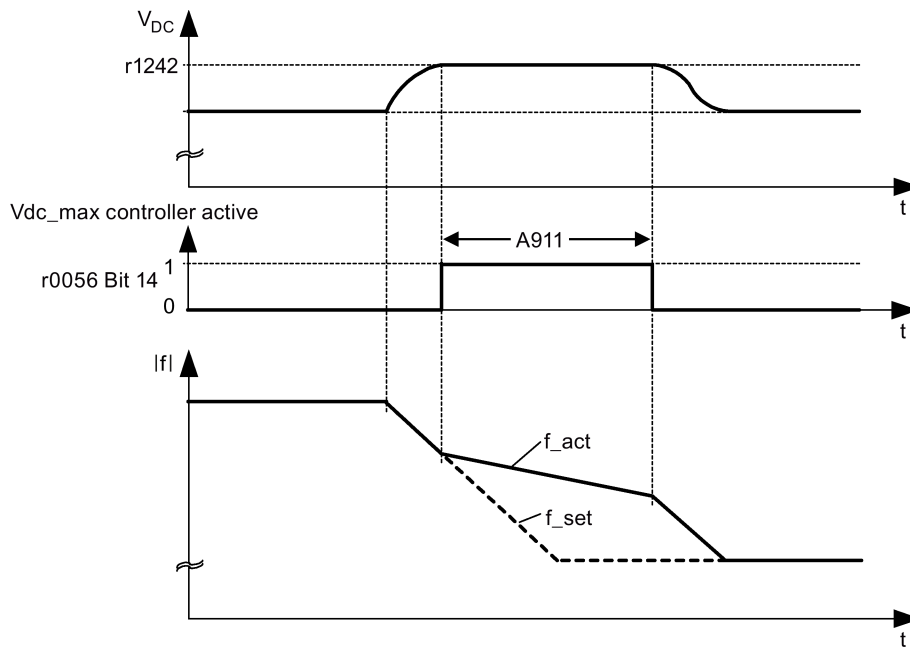 V_DC
r1242
t
Vdc_max controller active
A911
1
r0056 Bit 14
0
t
|f|
f_act
f_set
t